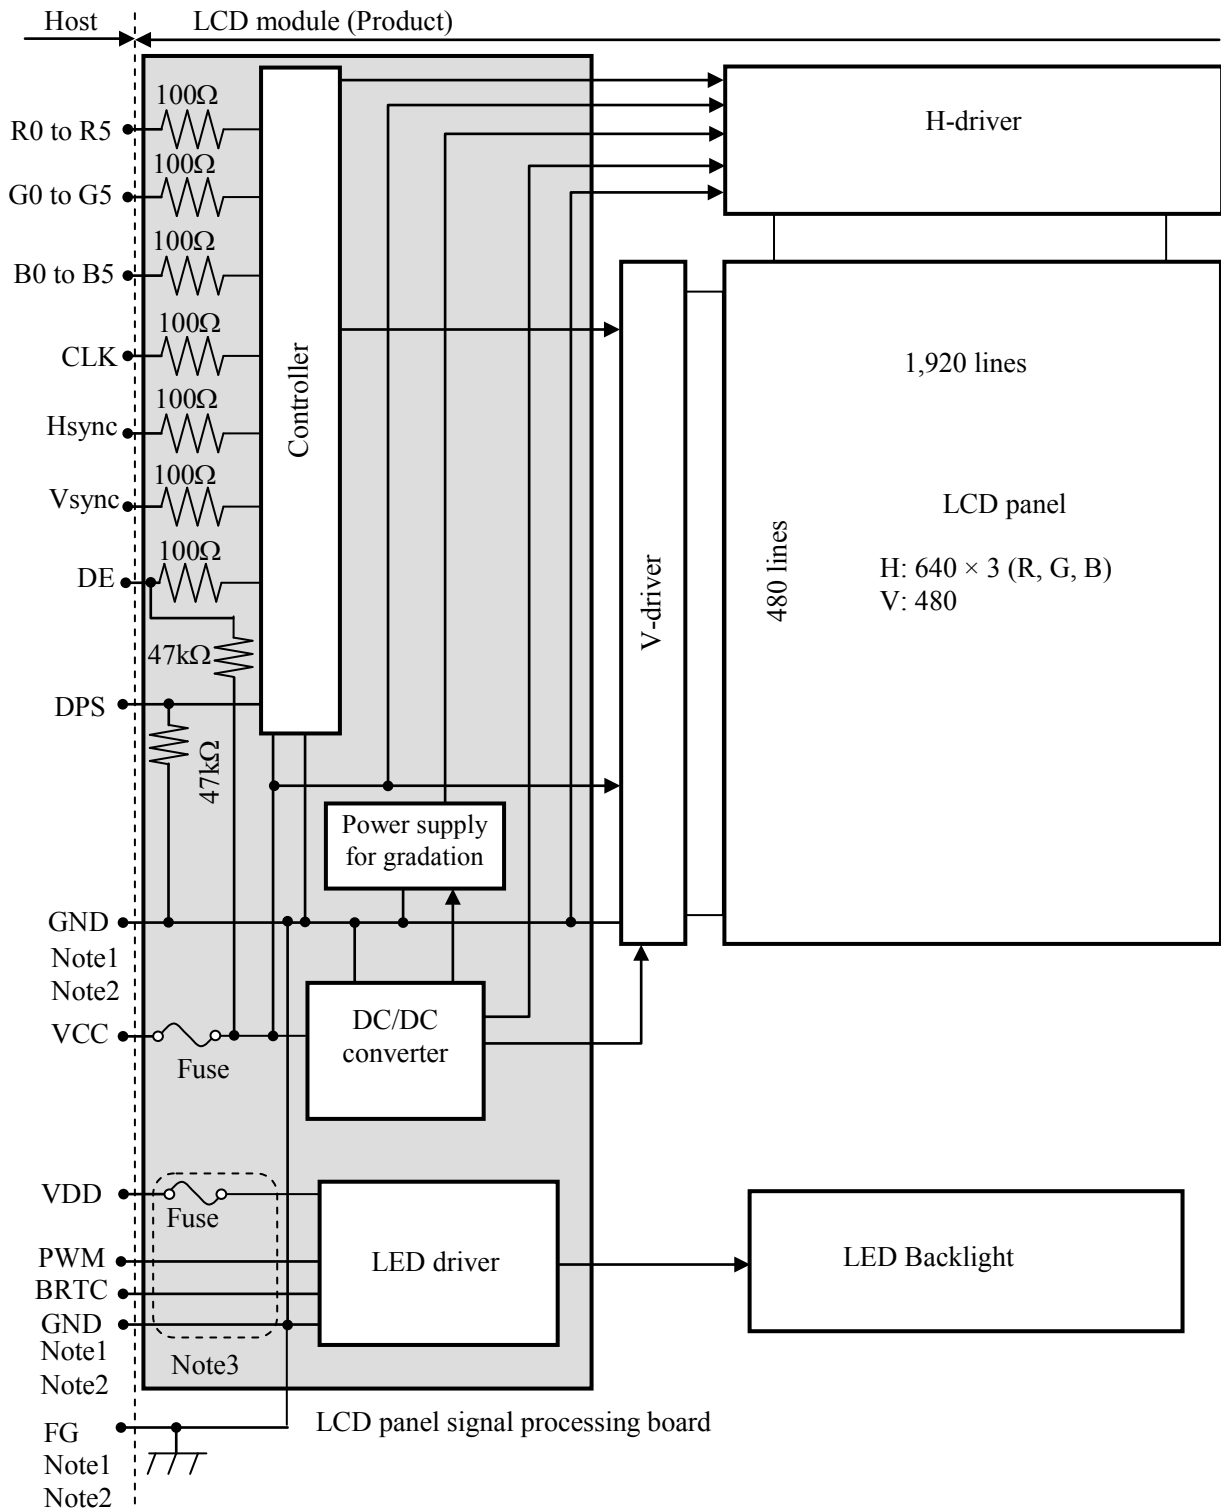 Host
LCD module (Product)
100Ω
R0 to R5
100Ω
G0 to G5
100Ω
B0 to B5
100Ω
CLK
100Ω
Hsync
100Ω
Vsync
100Ω
DE
47kΩ
DPS
47kΩ
Controller
H-driver
V-driver
1,920 lines
480 lines
LCD panel
H: 640 × 3 (R, G, B)
V: 480
Power supply
for gradation
GND
Note1
Note2
VCC
Fuse
DC/DC
converter
VDD
Fuse
PWM
BRTC
GND
Note1
Note2
Note3
LED driver
LED Backlight
LCD panel signal processing board
FG
Note1
Note2